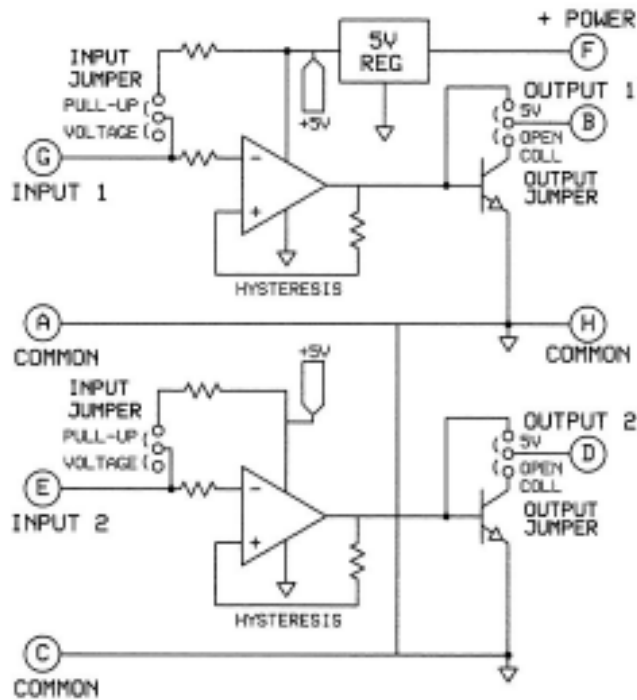 + POWER
INPUT
JUMPER
5V
REG
F
OUTPUT 1
PULL-UP
VOLTAGE
+5V
5V
B
OPEN
COLL
G
INPUT 1
-
+
OUTPUT
JUMPER
HYSTERESIS
A
COMMON
H
COMMON
+5V
INPUT
JUMPER
OUTPUT 2
PULL-UP
VOLTAGE
5V
D
OPEN
COLL
E
INPUT 2
-
+
OUTPUT
JUMPER
HYSTERESIS
C
COMMON